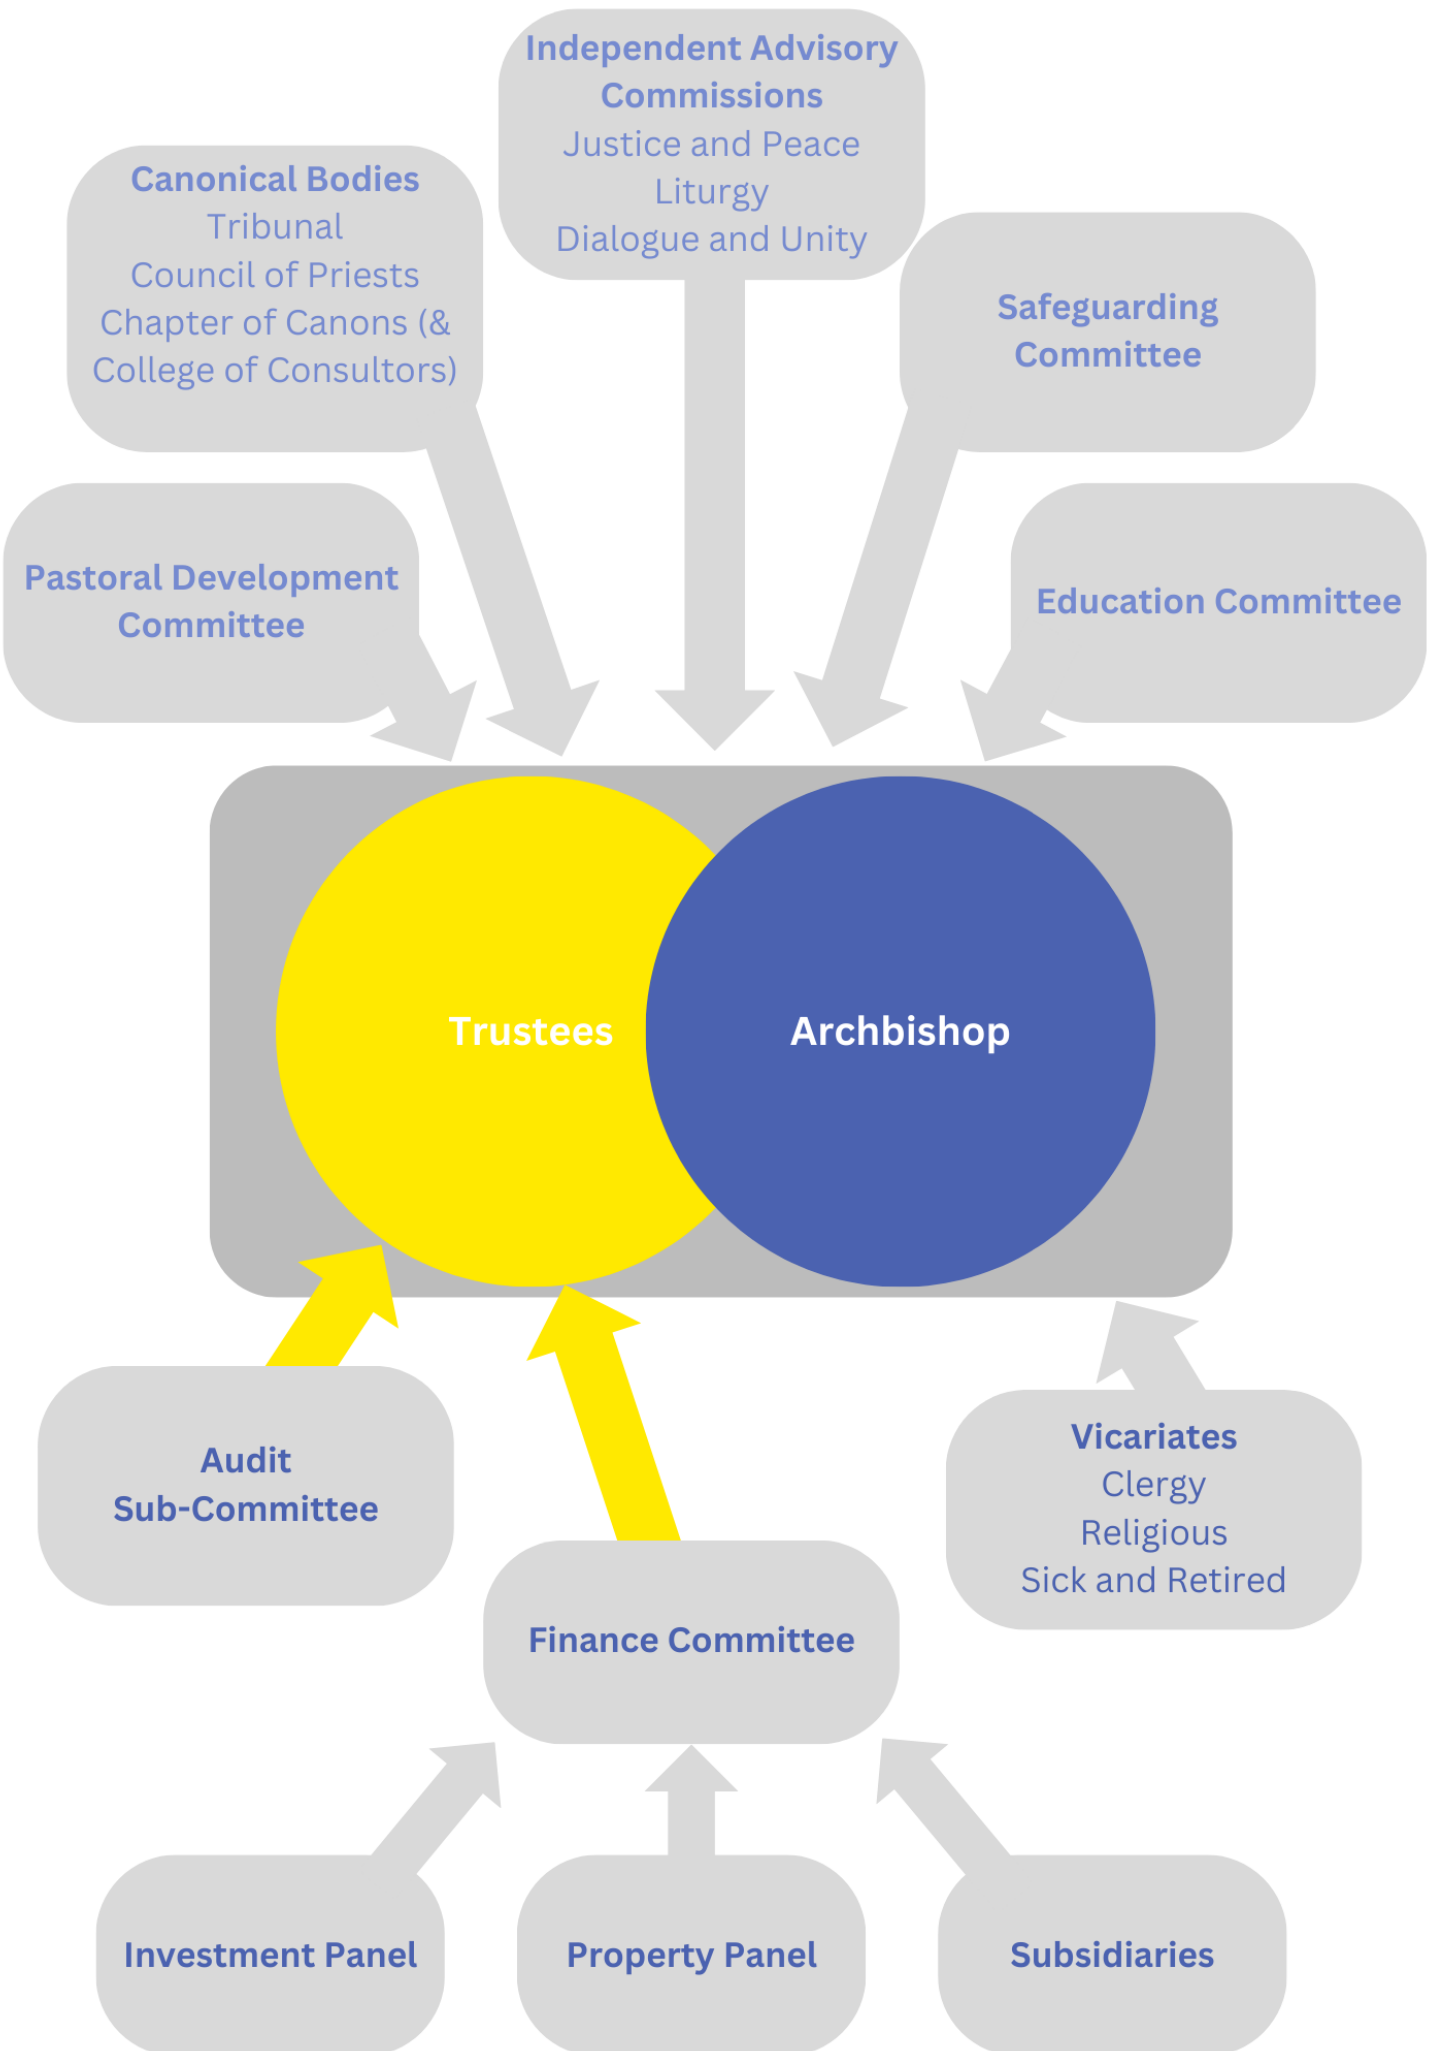 Independent Advisory
Commissions
Justice and Peace
Liturgy
Dialogue and Unity
Canonical Bodies
Tribunal
Council of Priests
Chapter of Canons (&
College of Consultors)
Safeguarding
Committee
Pastoral Development
Committee
Education Committee
Trustees
Archbishop
Audit
Sub-Committee
Vicariates
Clergy
Religious
Sick and Retired
Finance Committee
Investment Panel
Property Panel
Subsidiaries